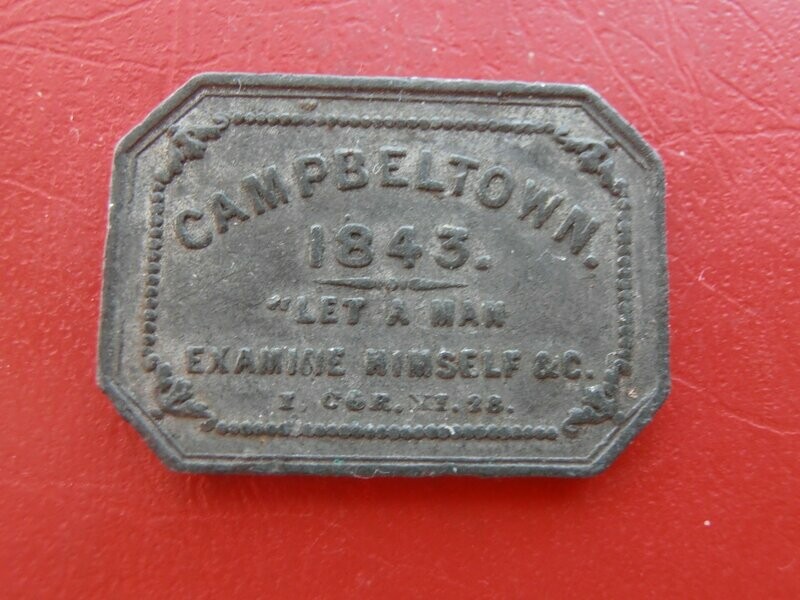 CAMPBELTOWN.
1843.
"LET A MAN
EXAMINE HIMSELF &C.
I. COR. XI. 28.